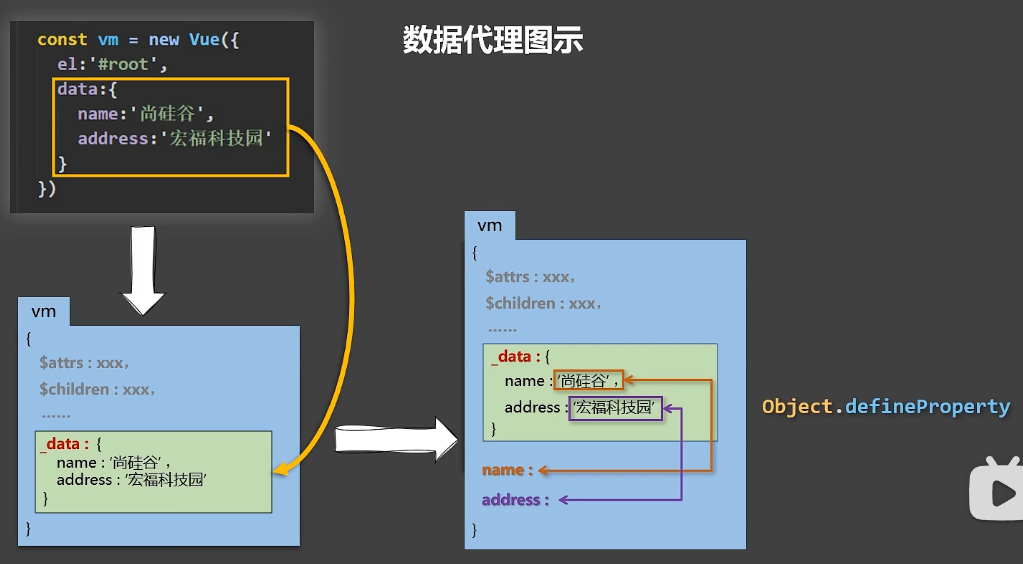 数据代理图示
const vm = new Vue({
el:'#root',
data:{
name:'尚硅谷',
address:'宏福科技园'
}
})
vm
{
$attrs : xxx，
$children : xxx，
……
_data : {
name : '尚硅谷' ，
address : '宏福科技园'
}
}
vm
{
$attrs : xxx，
$children : xxx，
……
_data : {
name : '尚硅谷' ，
address : '宏福科技园'
}
name :
address :
}
Object.defineProperty